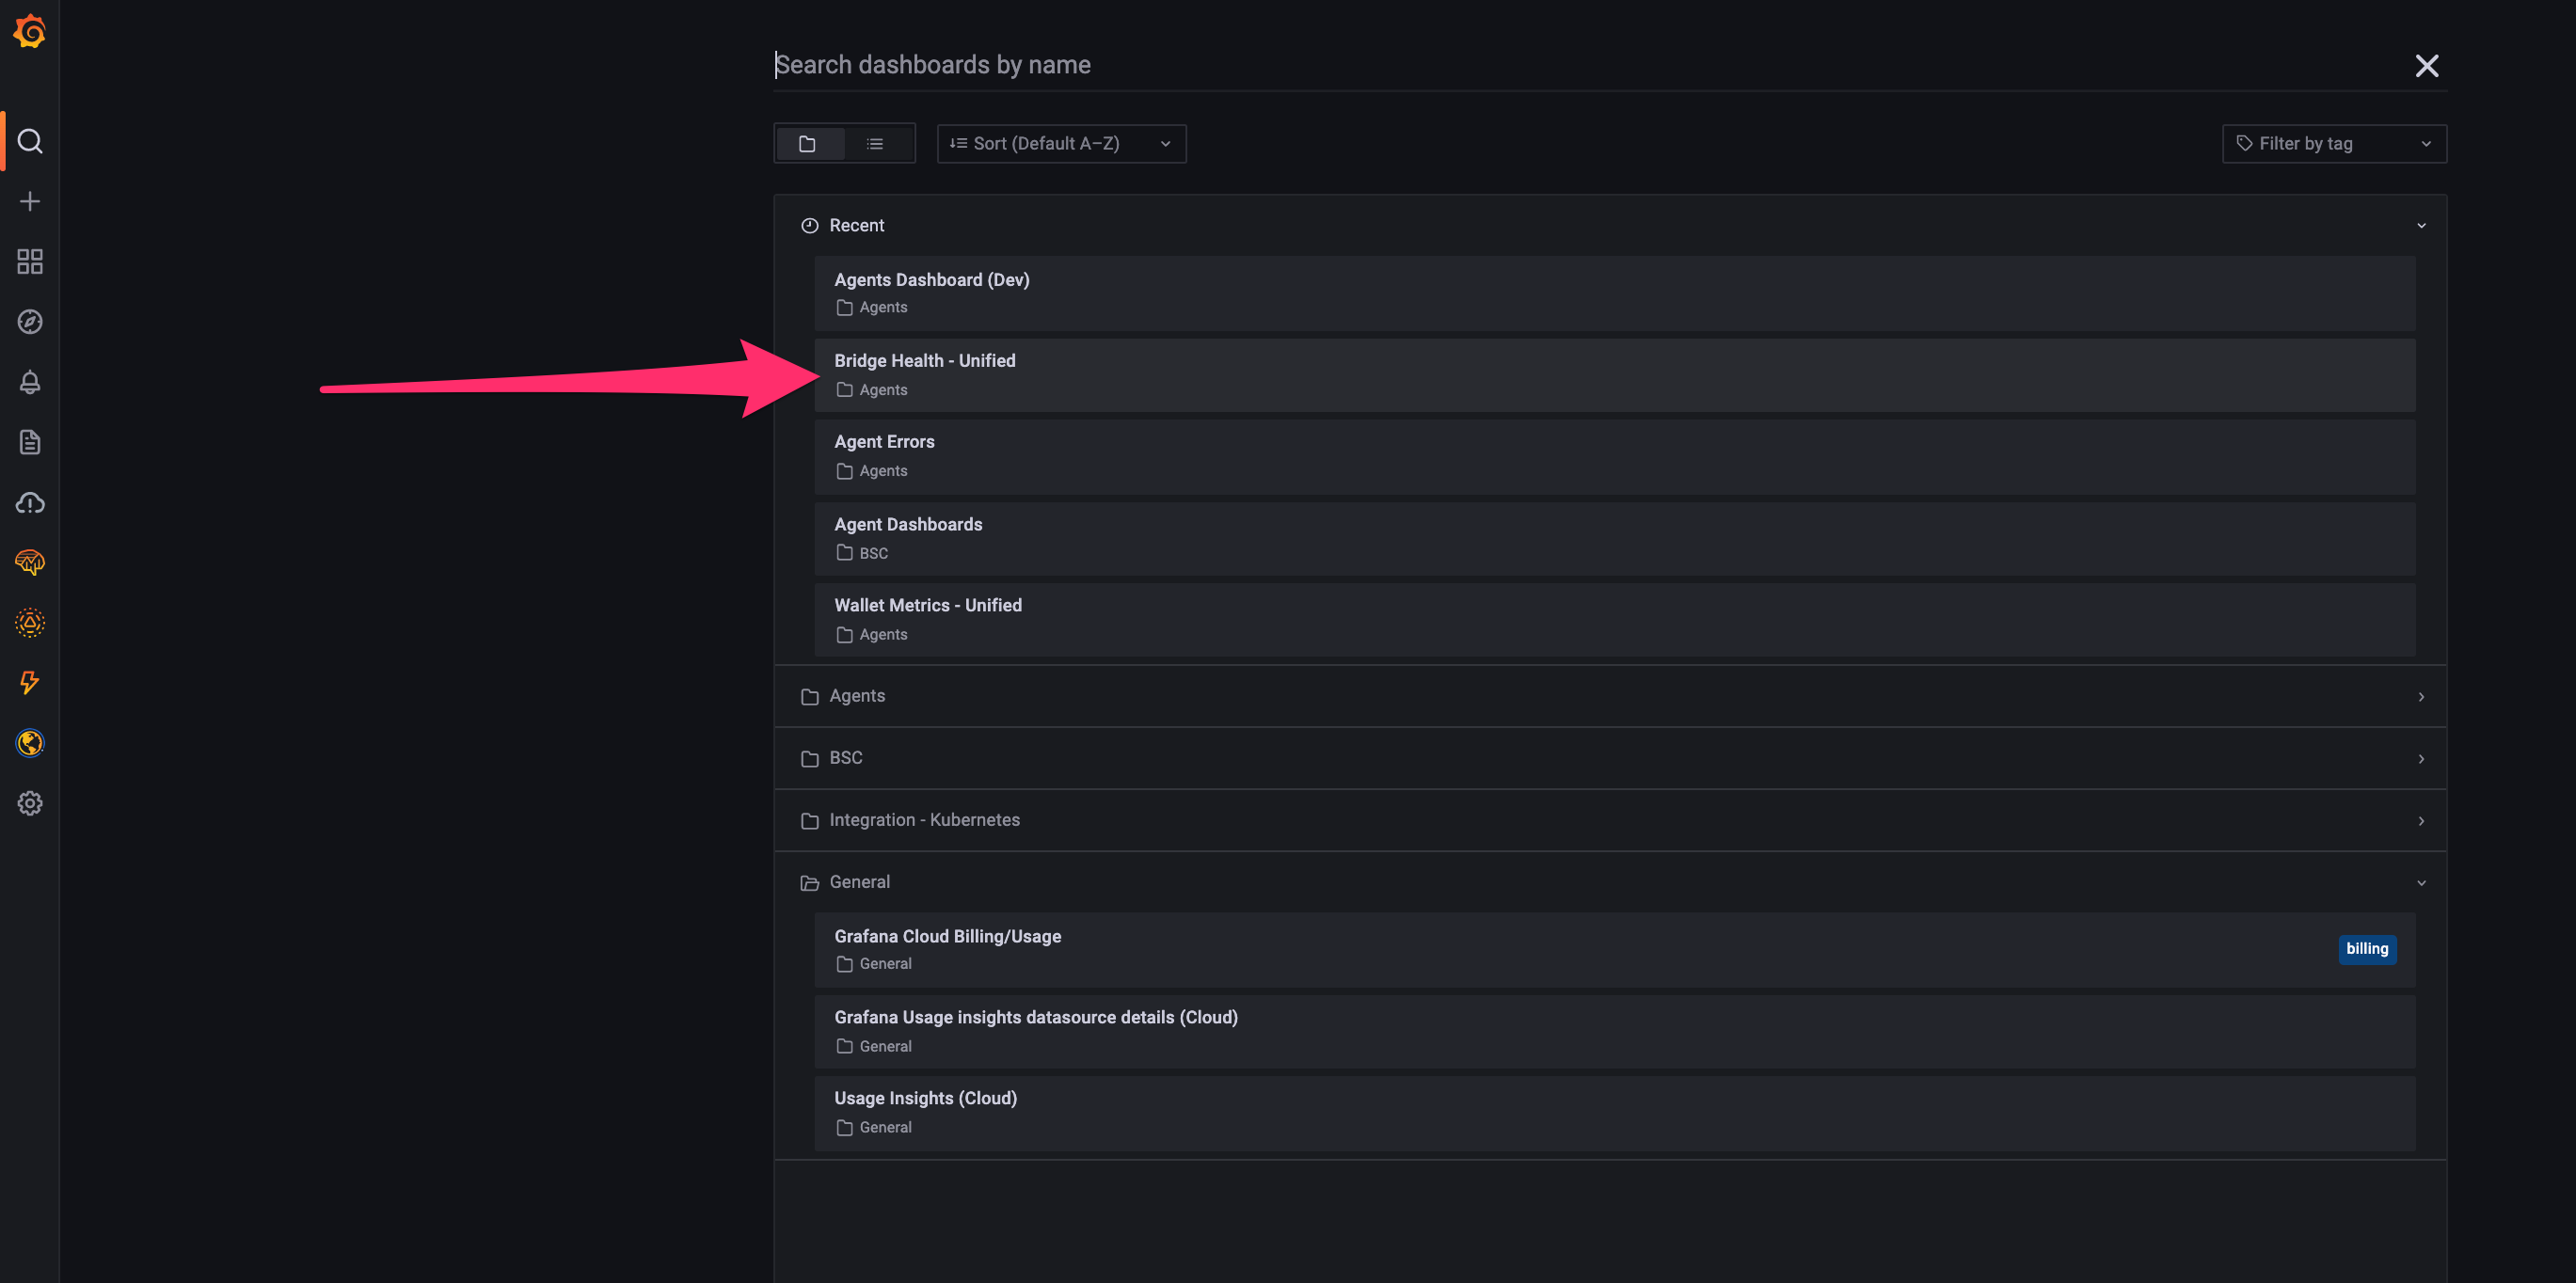 Search dashboards by name
Sort (Default A–Z)
Filter by tag
Recent
Agents Dashboard (Dev)
Agents
Bridge Health - Unified
Agents
Agent Errors
Agents
Agent Dashboards
BSC
Wallet Metrics - Unified
Agents
Agents
BSC
Integration - Kubernetes
General
Grafana Cloud Billing/Usage
General
billing
Grafana Usage insights datasource details (Cloud)
General
Usage Insights (Cloud)
General